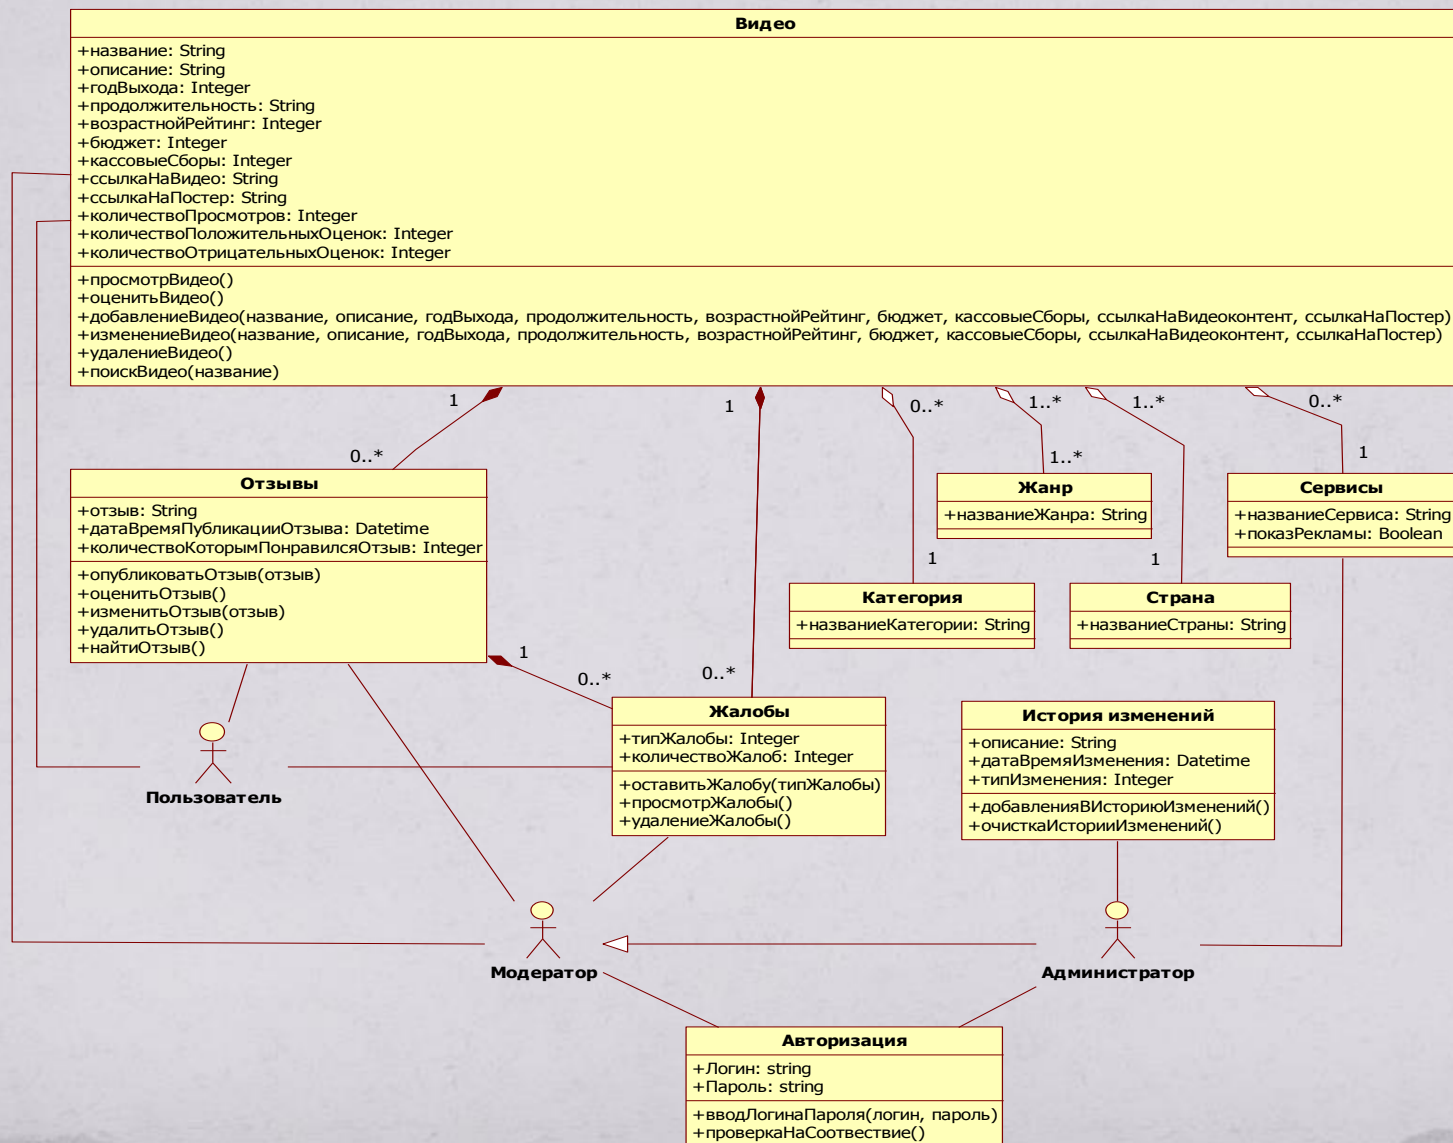 Видео
+название: String
+описание: String
+годВыхода: Integer
+продолжительность: String
+возрастнойРейтинг: Integer
+бюджет: Integer
+кассовыеСборы: Integer
+ссылкаНаВидео: String
+ссылкаНаПостер: String
+количествоПросмотров: Integer
+количествоПоложительныхОценок: Integer
+количествоОтрицательныхОценок: Integer
+просмотрВидео()
+оценитьВидео()
+добавлениеВидео(название, описание, годВыхода, продолжительность, возрастнойРейтинг, бюджет, кассовыеСборы, ссылкаНаВидеоконтент, ссылкаНаПостер)
+изменениеВидео(название, описание, годВыхода, продолжительность, возрастнойРейтинг, бюджет, кассовыеСборы, ссылкаНаВидеоконтент, ссылкаНаПостер)
+удалениеВидео()
+поискВидео(название)
1
0..*
1
0..*
0..*
1
1..*
1..*
1..*
1
0..*
1
Отзывы
+отзыв: String
+датаВремяПубликацииОтзыва: Datetime
+количествоКоторымПонравилсяОтзыв: Integer
+опубликоватьОтзыв(отзыв)
+оценитьОтзыв()
+изменитьОтзыв(отзыв)
+удалитьОтзыв()
+найтиОтзыв()
Жанр
+названиеЖанра: String
Сервисы
+названиеСервиса: String
+показРекламы: Boolean
Категория
+названиеКатегории: String
Страна
+названиеСтраны: String
1
0..*
Жалобы
+типЖалобы: Integer
+количествоЖалоб: Integer
+оставитьЖалобу(типЖалобы)
+просмотрЖалобы()
+удалениеЖалобы()
История изменений
+описание: String
+датаВремяИзменения: Datetime
+типИзменения: Integer
+добавленияВИсториюИзменений()
+очисткаИсторииИзменений()
Пользователь
Модератор
Администратор
Авторизация
+Логин: string
+Пароль: string
+вводЛогинаПароля(логин, пароль)
+проверкаНаСоотвествие()